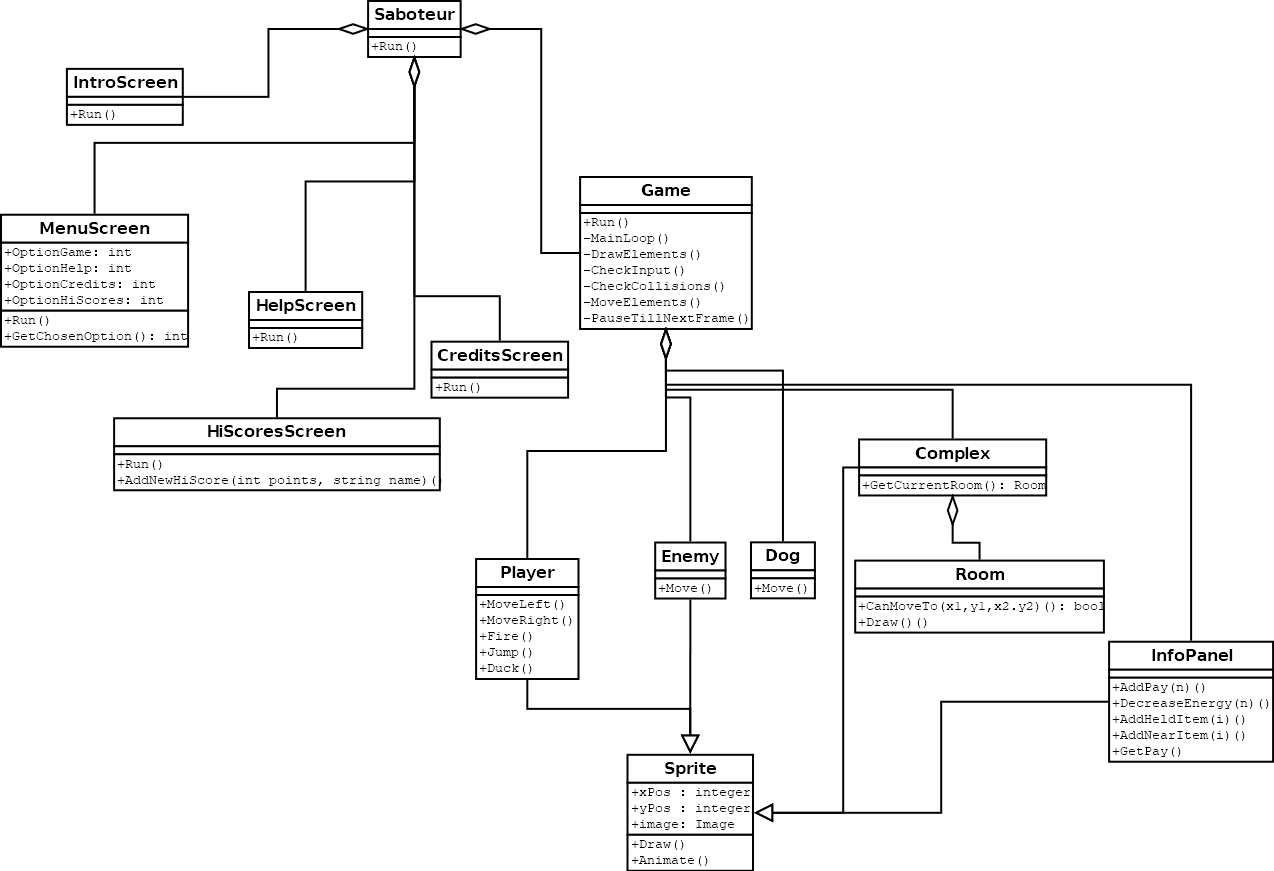 Saboteur
+Run()
IntroScreen
+Run()
MenuScreen
+OptionGame: int
+OptionHelp: int
+OptionCredits: int
+OptionHiScores: int
+Run()
+GetChosenOption(): int
HelpScreen
+Run()
CreditsScreen
+Run()
HiScoresScreen
+Run()
+AddNewHiScore(int points, string name)()
Game
+Run()
-MainLoop()
-DrawElements()
-CheckInput()
-CheckCollisions()
-MoveElements()
-PauseTillNextFrame()
Complex
+GetCurrentRoom(): Room
Player
+MoveLeft()
+MoveRight()
+Fire()
+Jump()
+Duck()
Enemy
+Move()
Dog
+Move()
Room
+CanMoveTo(x1,y1,x2.y2)(): bool
+Draw()()
InfoPanel
+AddPay(n)()
+DecreaseEnergy(n)()
+AddHeldItem(i)()
+AddNearItem(i)()
+GetPay()
Sprite
+xPos : integer
+yPos : integer
+image: Image
+Draw()
+Animate()